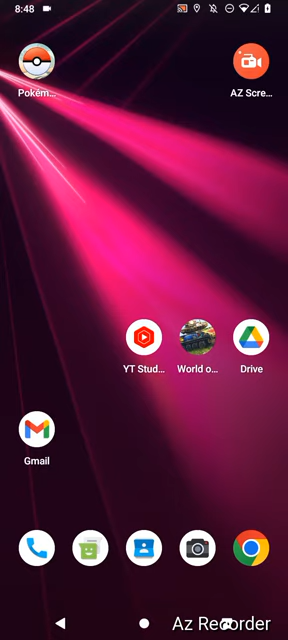 8:48
Pokém...
AZ Scre...
YT Stud...
World o...
Drive
Gmail
Az Recorder